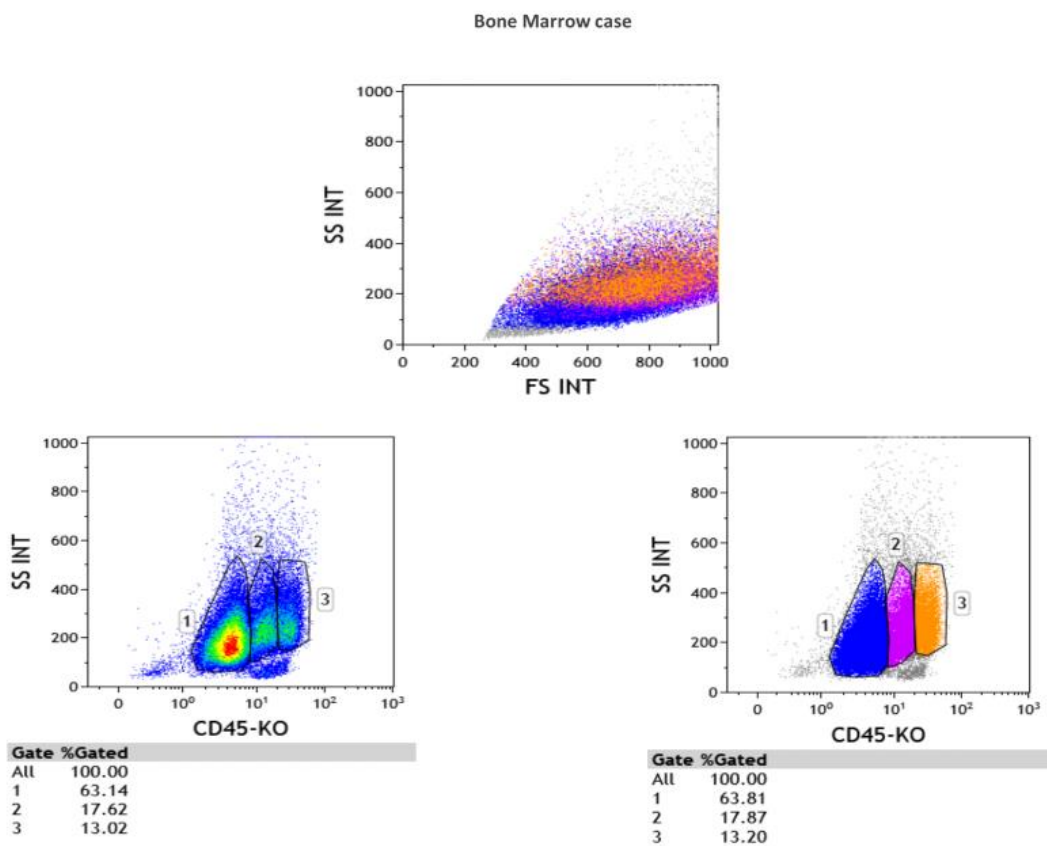 Bone Marrow case
1000
800
600
400
200
0
SS INT
0 200 400 600 800 1000
FS INT
1000
800
600
400
200
0
SS INT
1
2
3
0 10⁰ 10¹ 10² 10³
CD45-KO
Gate %Gated
All 100.00
1 63.14
2 17.62
3 13.02
1000
800
600
400
200
0
SS INT
1
2
3
0 10⁰ 10¹ 10² 10³
CD45-KO
Gate %Gated
All 100.00
1 63.81
2 17.87
3 13.20